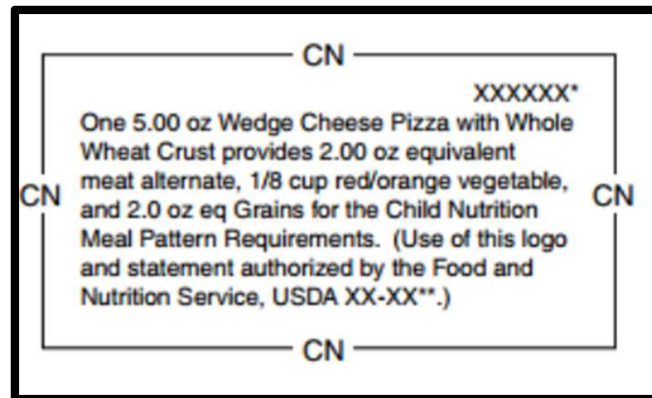 CN
XXXXXX*
One 5.00 oz Wedge Cheese Pizza with Whole
Wheat Crust provides 2.00 oz equivalent
meat alternate, 1/8 cup red/orange vegetable,
CN
CN
and 2.0 oz eq Grains for the Child Nutrition
Meal Pattern Requirements. (Use of this logo
and statement authorized by the Food and
Nutrition Service, USDA XX-XX**.)
CN